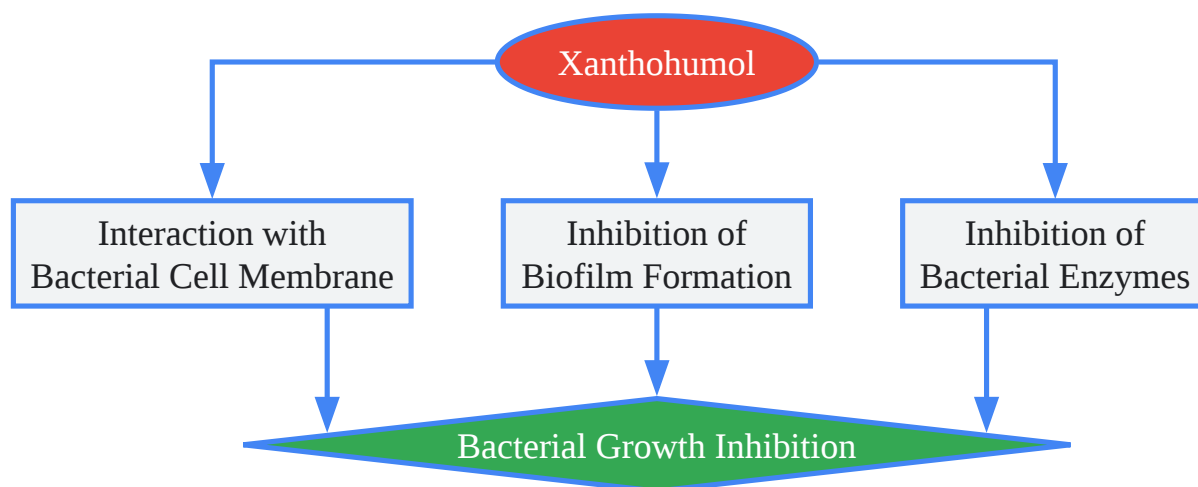 Xanthohumol
Interaction with
Bacterial Cell Membrane
Inhibition of
Biofilm Formation
Inhibition of
Bacterial Enzymes
Bacterial Growth Inhibition